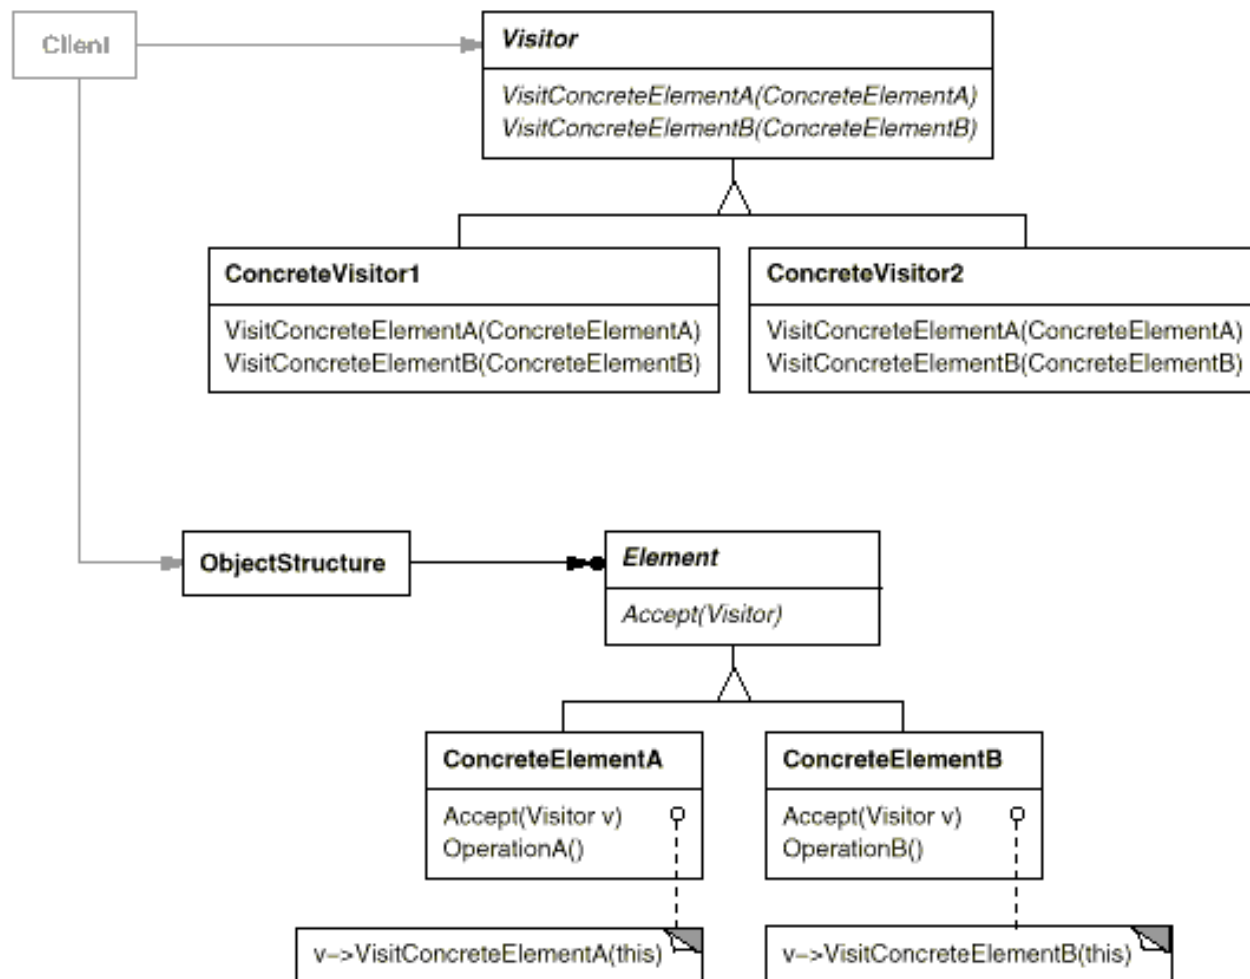 Client
Visitor
VisitConcreteElementA(ConcreteElementA)
VisitConcreteElementB(ConcreteElementB)
ConcreteVisitor1
VisitConcreteElementA(ConcreteElementA)
VisitConcreteElementB(ConcreteElementB)
ConcreteVisitor2
VisitConcreteElementA(ConcreteElementA)
VisitConcreteElementB(ConcreteElementB)
ObjectStructure
Element
Accept(Visitor)
ConcreteElementA
Accept(Visitor v)
OperationA()
ConcreteElementB
Accept(Visitor v)
OperationB()
v->VisitConcreteElementA(this)
v->VisitConcreteElementB(this)